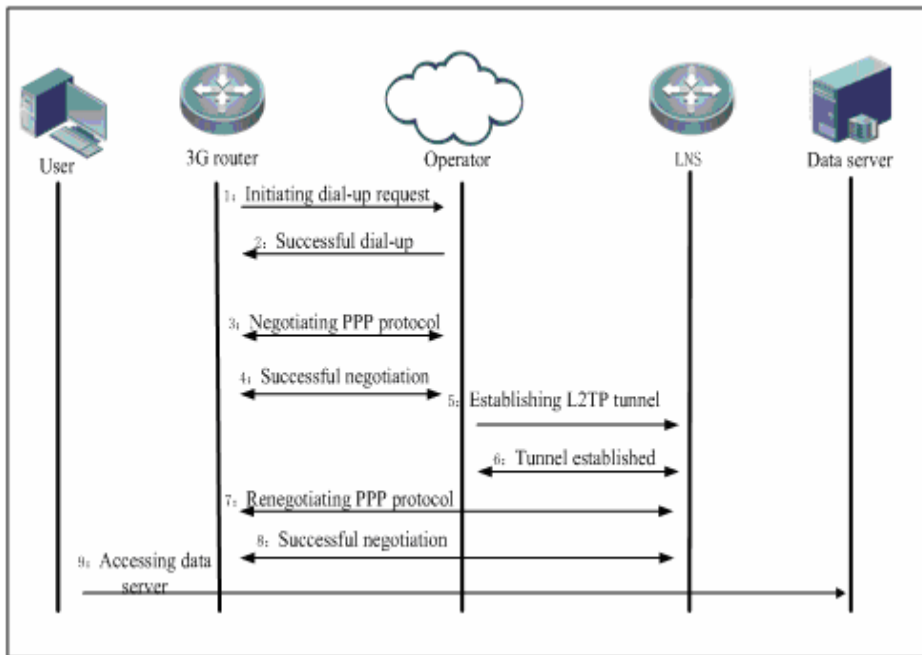 User
3G router
Operator
LNS
Data server
1：Initiating dial-up request
2：Successful dial-up
3：Negotiating PPP protocol
4：Successful negotiation
5：Establishing L2TP tunnel
6：Tunnel established
7：Renegotiating PPP protocol
8：Successful negotiation
9：Accessing data
server